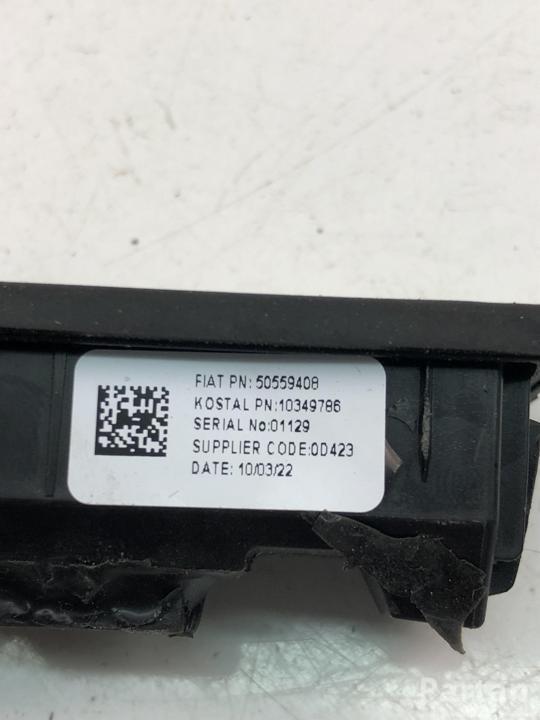 FIAT PN: 50559408
KOSTAL PN:10349786
SERIAL No:01129
SUPPLIER CODE:0D423
DATE: 10/03/22